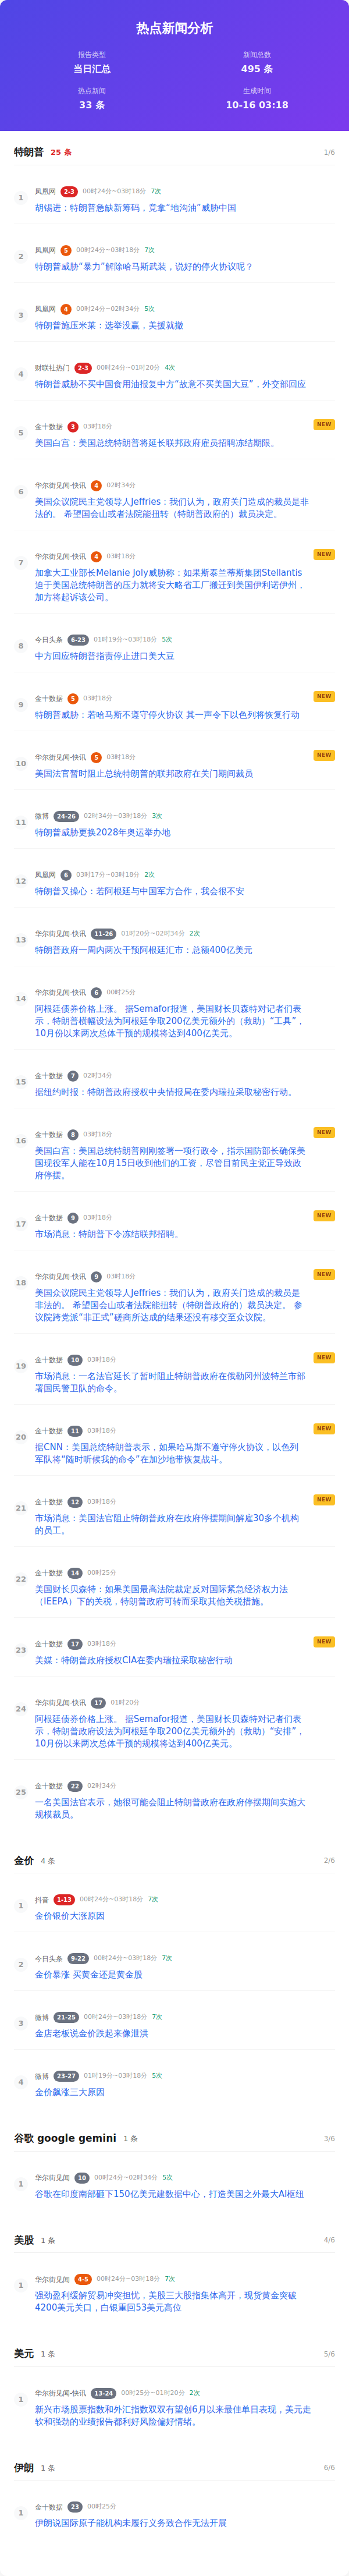 热点新闻分析
报告类型
新闻总数
当日汇总
495 条
热点新闻
生成时间
33 条
10-16 03:18
特朗普 25 条 1/6
1 凤凰网 2-3 00时24分~03时18分 7次
胡锡进：特朗普急缺新筹码，竟拿“地沟油”威胁中国
2 凤凰网 5 00时24分~03时18分 7次
特朗普威胁“暴力”解除哈马斯武装，说好的停火协议呢？
3 凤凰网 4 00时24分~02时34分 5次
特朗普施压米莱：选举没赢，美援就撤
4 财联社热门 2-3 00时24分~01时20分 4次
特朗普威胁不买中国食用油报复中方“故意不买美国大豆”，外交部回应
5 金十数据 3 03时18分 NEW
美国白宫：美国总统特朗普将延长联邦政府雇员招聘冻结期限。
6 华尔街见闻-快讯 4 02时34分
美国众议院民主党领导人Jeffries：我们认为，政府关门造成的裁员是非
法的。 希望国会山或者法院能扭转（特朗普政府的）裁员决定。
7 华尔街见闻-快讯 4 03时18分 NEW
加拿大工业部长Melanie Joly威胁称：如果斯泰兰蒂斯集团Stellantis
迫于美国总统特朗普的压力就将安大略省工厂搬迁到美国伊利诺伊州，
加方将起诉该公司。
8 今日头条 6-23 01时19分~03时18分 5次
中方回应特朗普指责停止进口美大豆
9 金十数据 5 03时18分 NEW
特朗普威胁：若哈马斯不遵守停火协议 其一声令下以色列将恢复行动
10 华尔街见闻-快讯 5 03时18分 NEW
美国法官暂时阻止总统特朗普的联邦政府在关门期间裁员
11 微博 24-26 02时34分~03时18分 3次
特朗普威胁更换2028年奥运举办地
12 凤凰网 6 03时17分~03时18分 2次
特朗普又操心：若阿根廷与中国军方合作，我会很不安
13 华尔街见闻-快讯 11-26 01时20分~02时34分 2次
特朗普政府一周内两次干预阿根廷汇市：总额400亿美元
14 华尔街见闻-快讯 6 00时25分
阿根廷债券价格上涨。 据Semafor报道，美国财长贝森特对记者们表
示，特朗普横幅设法为阿根廷争取200亿美元额外的（救助）“工具”，
10月份以来两次总体干预的规模将达到400亿美元。
15 金十数据 7 02时34分
据纽约时报：特朗普政府授权中央情报局在委内瑞拉采取秘密行动。
16 金十数据 8 03时18分 NEW
美国白宫：美国总统特朗普刚刚签署一项行政令，指示国防部长确保美
国现役军人能在10月15日收到他们的工资，尽管目前民主党正导致政
府停摆。
17 金十数据 9 03时18分 NEW
市场消息：特朗普下令冻结联邦招聘。
18 华尔街见闻-快讯 9 03时18分 NEW
美国众议院民主党领导人Jeffries：我们认为，政府关门造成的裁员是
非法的。 希望国会山或者法院能扭转（特朗普政府的）裁员决定。 参
议院跨党派“非正式”磋商所达成的结果还没有移交至众议院。
19 金十数据 10 03时18分 NEW
市场消息：一名法官延长了暂时阻止特朗普政府在俄勒冈州波特兰市部
署国民警卫队的命令。
20 金十数据 11 03时18分 NEW
据CNN：美国总统特朗普表示，如果哈马斯不遵守停火协议，以色列
军队将“随时听候我的命令”在加沙地带恢复战斗。
21 金十数据 12 03时18分 NEW
市场消息：美国法官阻止特朗普政府在政府停摆期间解雇30多个机构
的员工。
22 金十数据 14 00时25分
美国财长贝森特：如果美国最高法院裁定反对国际紧急经济权力法
（IEEPA）下的关税，特朗普政府可转而采取其他关税措施。
23 金十数据 17 03时18分 NEW
美媒：特朗普政府授权CIA在委内瑞拉采取秘密行动
24 华尔街见闻-快讯 17 01时20分
阿根廷债券价格上涨。 据Semafor报道，美国财长贝森特对记者们表
示，特朗普政府设法为阿根廷争取200亿美元额外的（救助）“安排”，
10月份以来两次总体干预的规模将达到400亿美元。
25 金十数据 22 02时34分
一名美国法官表示，她很可能会阻止特朗普政府在政府停摆期间实施大
规模裁员。
金价 4 条 2/6
1 抖音 1-13 00时24分~03时18分 7次
金价银价大涨原因
2 今日头条 9-22 00时24分~03时18分 7次
金价暴涨 买黄金还是黄金股
3 微博 21-25 00时24分~03时18分 7次
金店老板说金价跌起来像泄洪
4 微博 23-27 01时19分~03时18分 5次
金价飙涨三大原因
谷歌 google gemini 1 条 3/6
1 华尔街见闻 10 00时24分~02时34分 5次
谷歌在印度南部砸下150亿美元建数据中心，打造美国之外最大AI枢纽
美股 1 条 4/6
1 华尔街见闻 4-5 00时24分~03时18分 7次
强劲盈利缓解贸易冲突担忧，美股三大股指集体高开，现货黄金突破
4200美元关口，白银重回53美元高位
美元 1 条 5/6
1 华尔街见闻-快讯 13-24 00时25分~01时20分 2次
新兴市场股票指数和外汇指数双双有望创6月以来最佳单日表现，美元走
软和强劲的业绩报告都利好风险偏好情绪。
伊朗 1 条 6/6
1 金十数据 23 00时25分
伊朗说国际原子能机构未履行义务致合作无法开展